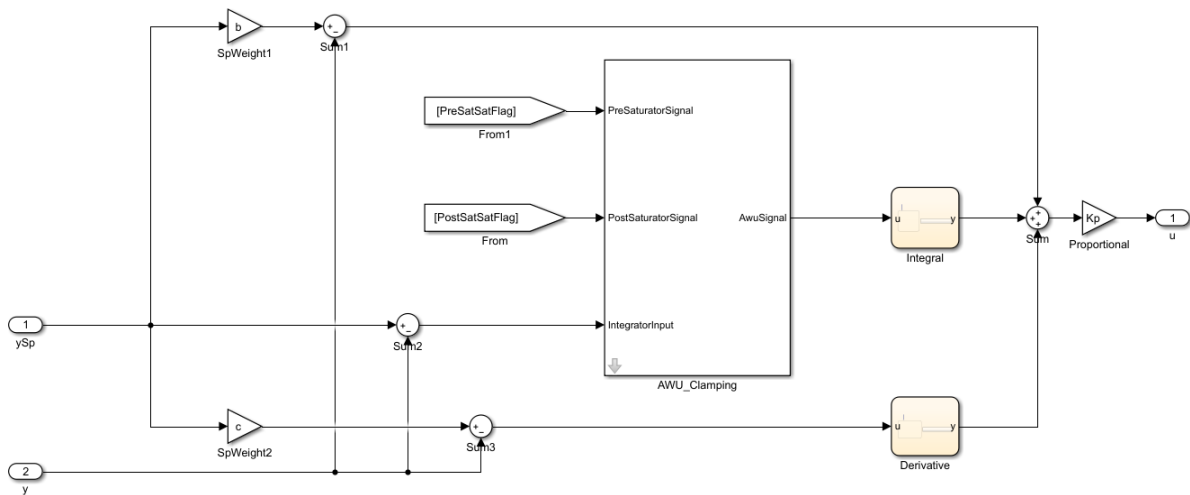 b
SpWeight1
+
−
Sum1
[PreSatSatFlag]
From1
PreSaturatorSignal
[PostSatSatFlag]
From
PostSaturatorSignal
AwuSignal
u
y
Integral
+
+
+
Sum
Kp
Proportional
1
u
1
ySp
+
−
Sum2
IntegratorInput
AWU_Clamping
c
SpWeight2
+
−
Sum3
u
y
Derivative
2
y